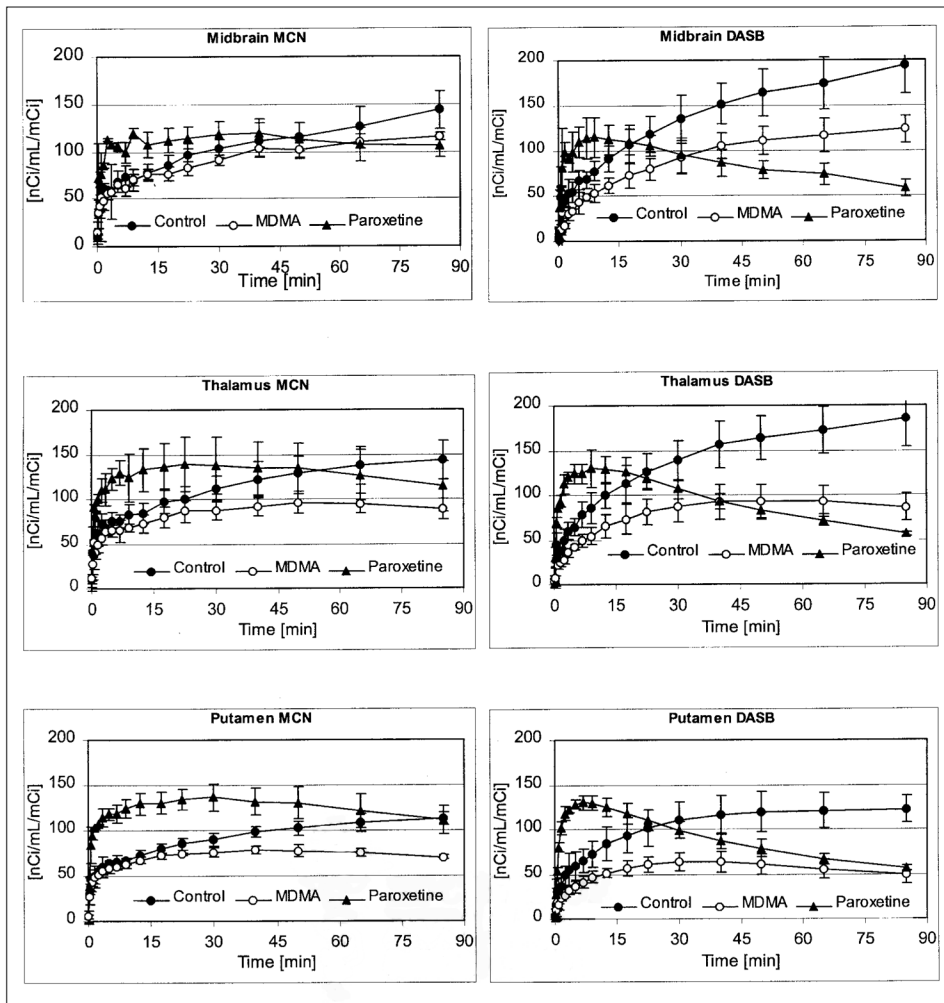 Midbrain MCN
200
150
100
50
0
[nCi/mL/mCi]
Control MDMA Paroxetine
0 15 30 45 60 75 90
Time [min]
Midbrain DASB
200
150
100
50
0
[nCi/mL/mCi]
Control MDMA Paroxetine
0 15 30 45 60 75 90
Time [min]
Thalamus MCN
200
150
100
50
0
[nCi/mL/mCi]
Control MDMA Paroxetine
0 15 30 45 60 75 90
Time [min]
Thalamus DASB
200
150
100
50
0
[nCi/mL/mCi]
Control MDMA Paroxetine
0 15 30 45 60 75 90
Time [min]
Putamen MCN
200
150
100
50
0
[nCi/mL/mCi]
Control MDMA Paroxetine
0 15 30 45 60 75 90
Time [min]
Putamen DASB
200
150
100
50
0
[nCi/mL/mCi]
Control MDMA Paroxetine
0 15 30 45 60 75 90
Time [min]